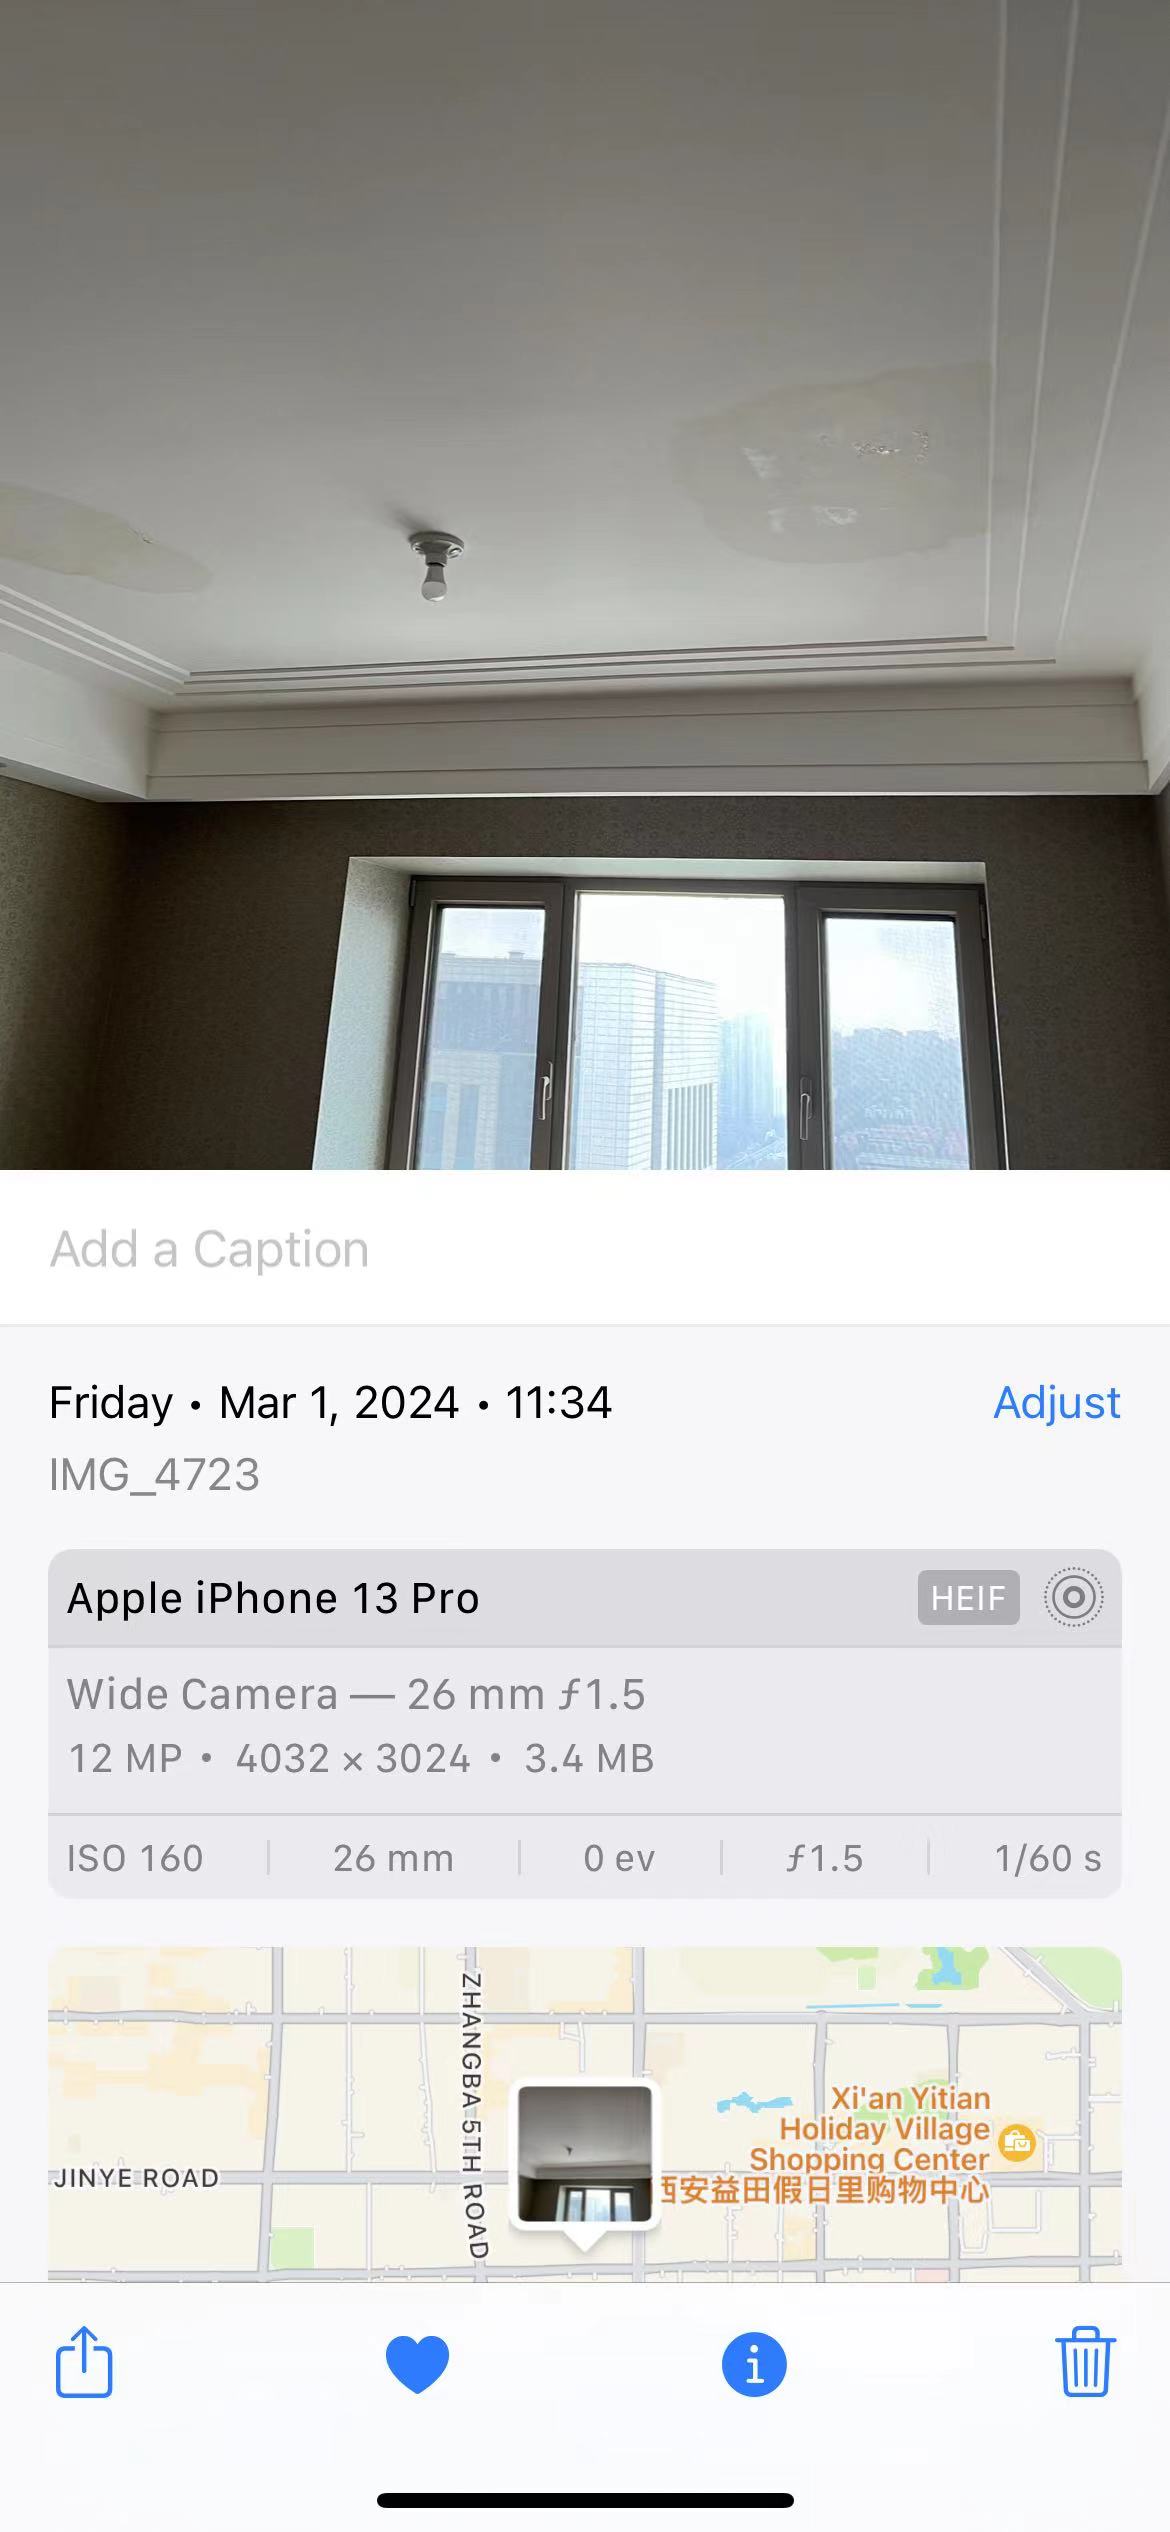 Add a Caption
Friday • Mar 1, 2024 • 11:34
Adjust
IMG_4723
Apple iPhone 13 Pro
HEIF
Wide Camera — 26 mm ƒ1.5
12 MP • 4032 × 3024 • 3.4 MB
ISO 160
26 mm
0 ev
ƒ1.5
1/60 s
ZHANGBA 5TH ROAD
Xi'an Yitian
Holiday Village
Shopping Center
西安益田假日里购物中心
JINYE ROAD